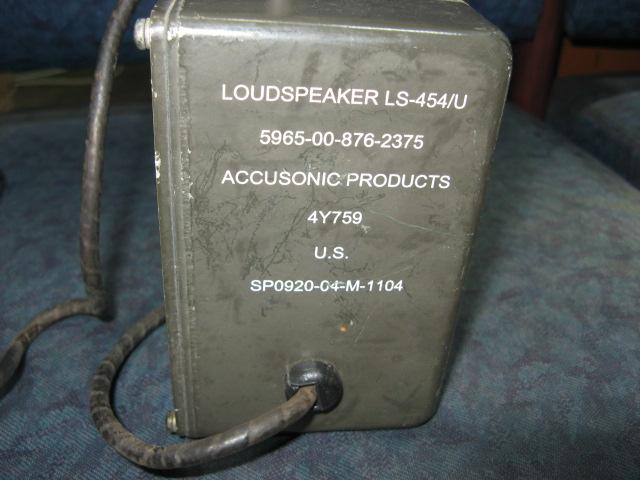 LOUDSPEAKER LS-454/U
5965-00-876-2375
ACCUSONIC PRODUCTS
4Y759
U.S.
SP0920-04-M-1104